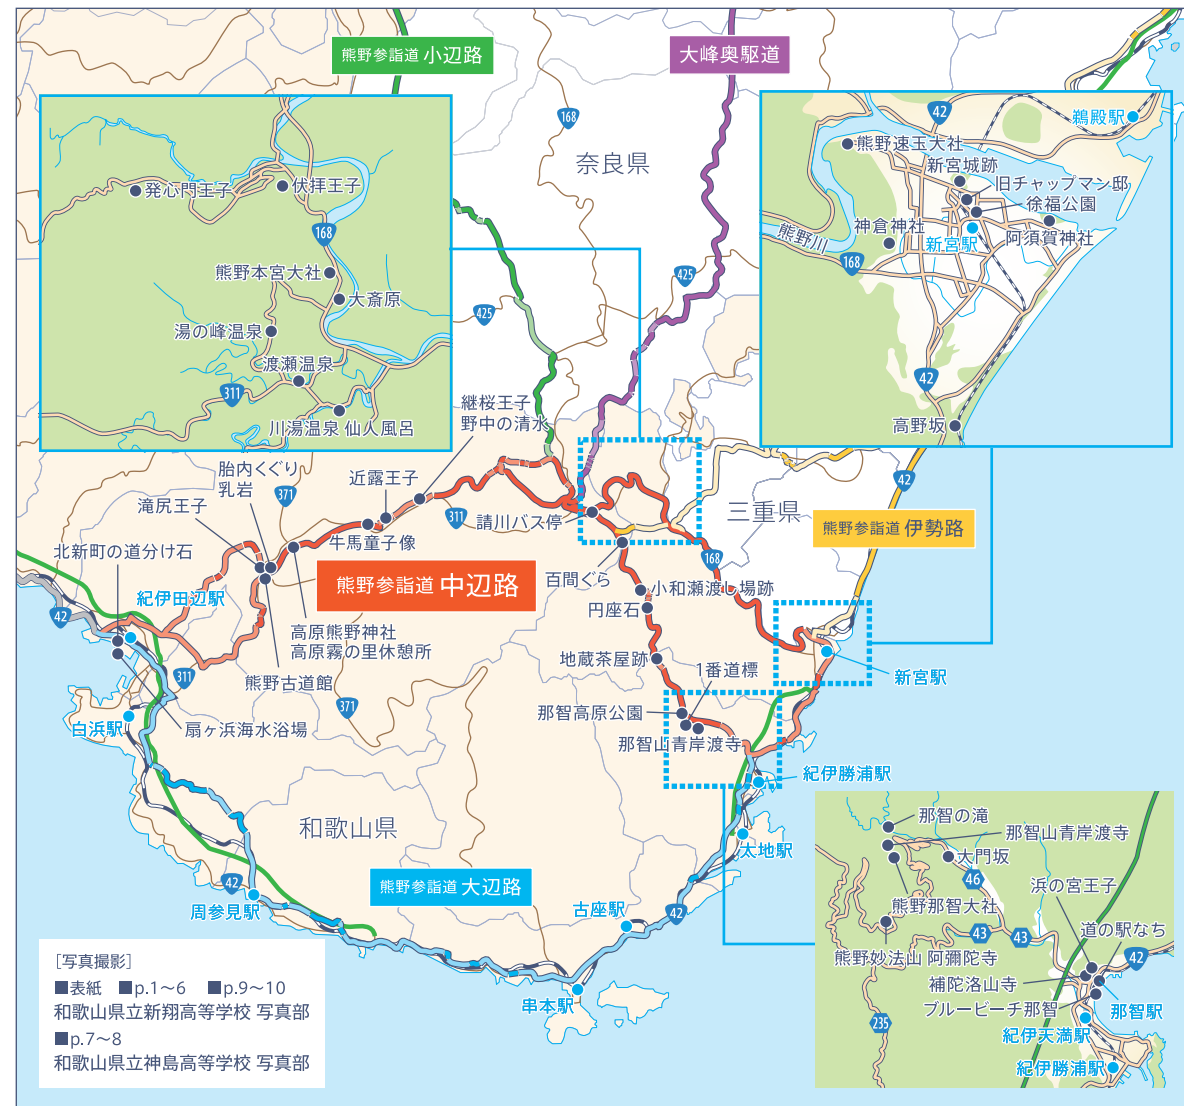 熊野参詣道 小辺路
大峰奥駈道
168
奈良県
425
425
発心門王子
伏拝王子
168
熊野本宮大社
大斎原
湯の峰温泉
渡瀬温泉
311
川湯温泉 仙人風呂
42
鵜殿駅
熊野速玉大社
新宮城跡
旧チャップマン邸
徐福公園
神倉神社
新宮駅
阿須賀神社
熊野川
168
42
高野坂
継桜王子
野中の清水
胎内くぐり
乳岩
371
近露王子
滝尻王子
311
請川バス停
牛馬童子像
三重県
42
熊野参詣道 伊勢路
北新町の道分け石
熊野参詣道 中辺路
百間ぐら
168
小和瀬渡し場跡
円座石
紀伊田辺駅
42
高原熊野神社
高原霧の里休憩所
熊野古道館
311
371
地蔵茶屋跡
1番道標
新宮駅
那智高原公園
那智山青岸渡寺
白浜駅
扇ヶ浜海水浴場
紀伊勝浦駅
和歌山県
太地駅
42
周参見駅
熊野参詣道 大辺路
古座駅
42
串本駅
那智の滝
那智山青岸渡寺
大門坂
46
浜の宮王子
熊野那智大社
43
43
道の駅なち
42
熊野妙法山 阿彌陀寺
補陀洛山寺
ブルービーチ那智
那智駅
235
紀伊天満駅
紀伊勝浦駅
［写真撮影］
■表紙 ■p.1〜6 ■p.9〜10
和歌山県立新翔高等学校 写真部
■p.7〜8
和歌山県立神島高等学校 写真部